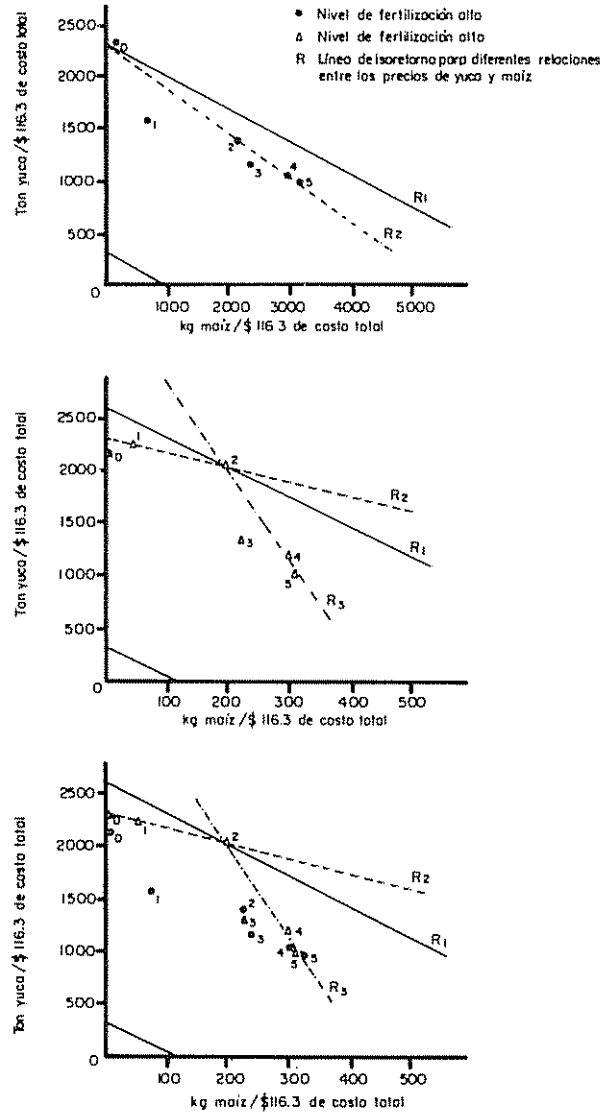 ● Nivel de fertilización alto
△ Nivel de fertilización alto
R Línea de isoretorno para diferentes relaciones
entre los precios de yuca y maíz
Ton yuca/$ 116.3 de costo total
2500
2000
1500
1000
500
0
0
1
2
3
4
5
R1
R2
1000 2000 3000 4000 5000
kg maíz/$ 116.3 de costo total
Ton yuca/$ 116.3 de costo total
2500
2000
1500
1000
500
0
0
1
2
3
4
5
R2
R1
R3
100 200 300 400 500
kg maíz/$ 116.3 de costo total
Ton yuca/$ 116.3 de costo total
2500
2000
1500
1000
500
0
0
0
1
1
2
2
3
3
4
4
5
5
R2
R1
R3
100 200 300 400 500
kg maíz/$116.3 de costo total